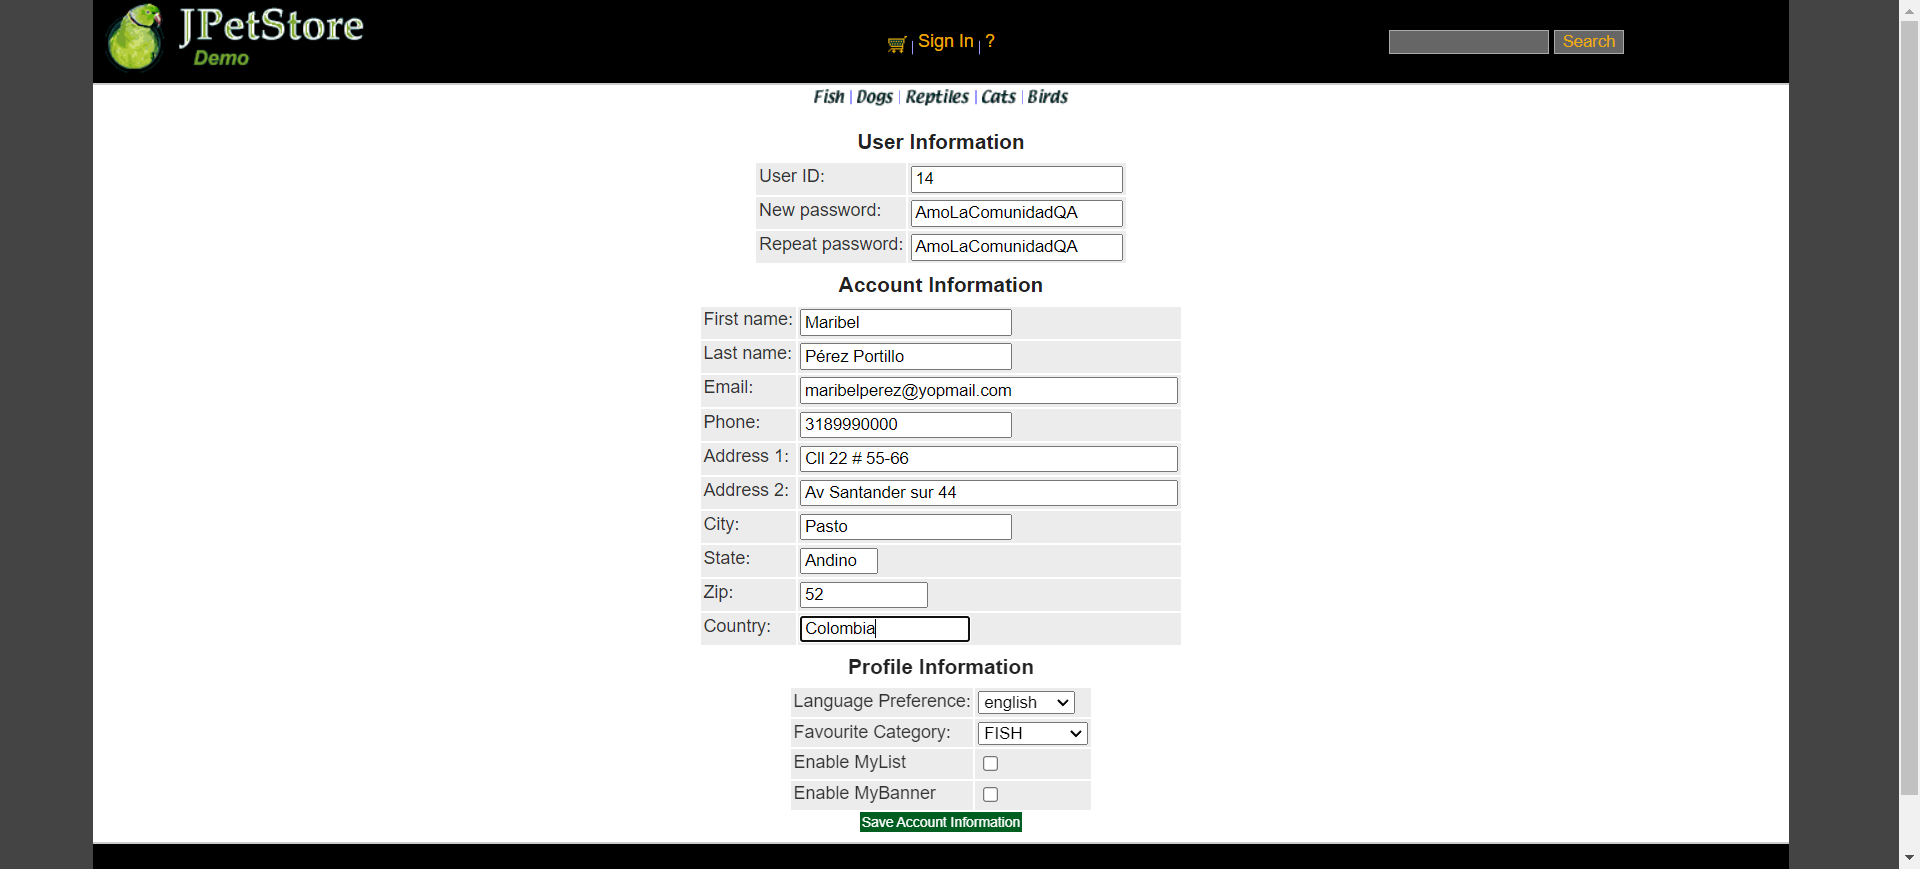 JPetStore
Demo
Sign In | ?
Search
Fish | Dogs | Reptiles | Cats | Birds
User Information
User ID: 14
New password: AmoLaComunidadQA
Repeat password: AmoLaComunidadQA
Account Information
First name: Maribel
Last name: Pérez Portillo
Email: maribelperez@yopmail.com
Phone: 3189990000
Address 1: Cll 22 # 55-66
Address 2: Av Santander sur 44
City: Pasto
State: Andino
Zip: 52
Country: Colombia
Profile Information
Language Preference: english
Favourite Category: FISH
Enable MyList
Enable MyBanner
Save Account Information